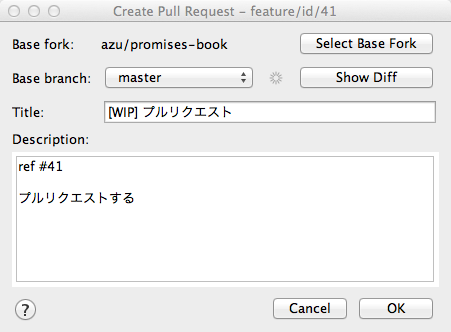 Create Pull Request – feature/id/41
Base fork: azu/promises-book Select Base Fork
Base branch: master Show Diff
Title: [WIP] プルリクエスト
Description:
ref #41
プルリクエストする
? Cancel OK